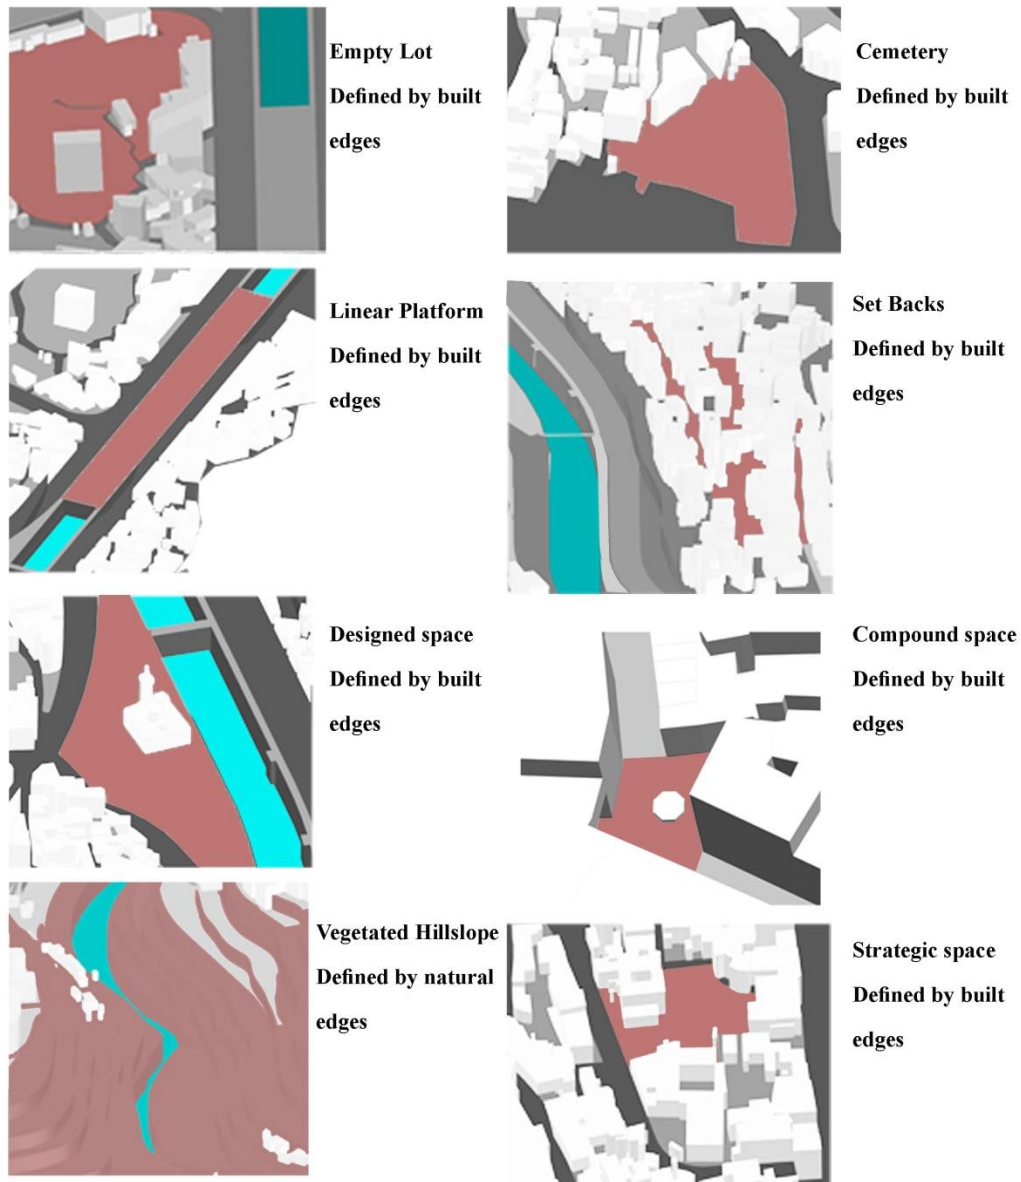 Empty Lot
Defined by built
edges
Cemetery
Defined by built
edges
Linear Platform
Defined by built
edges
Set Backs
Defined by built
edges
Designed space
Defined by built
edges
Compound space
Defined by built
edges
Vegetated Hillslope
Defined by natural
edges
Strategic space
Defined by built
edges